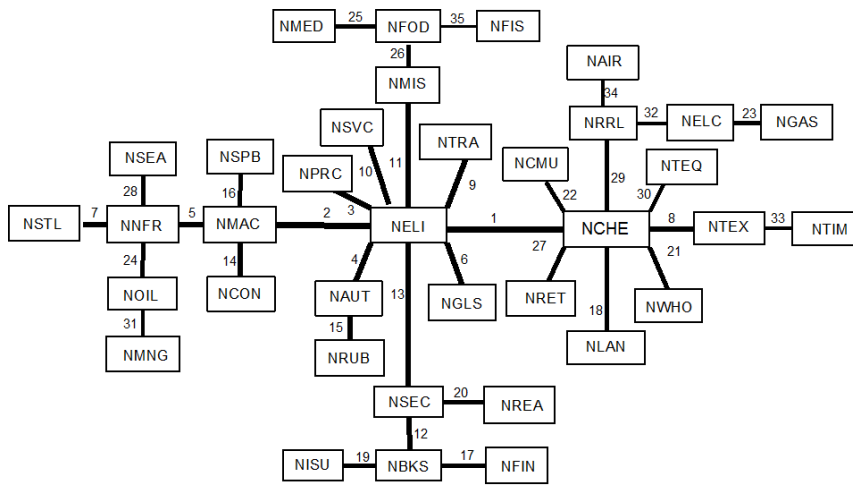 NMED 25 NFOD 35 NFIS
26
NMIS
NAIR
34
NRRL 32 NELC 23 NGAS
NSVC
10
11
NTRA
9
NSEA
28
NSPB
16
NPRC
3
NCMU
22
29
NTEQ
30
NSTL 7 NNFR 5 NMAC 2 NELI 1 NCHE 8 NTEX 33 NTIM
24
14
4
13
6
27
21
NOIL
NCON
NAUT
NGLS
NRET
18
NWHO
31
15
NMNG
NRUB
NLAN
NSEC 20 NREA
12
NISU 19 NBKS 17 NFIN